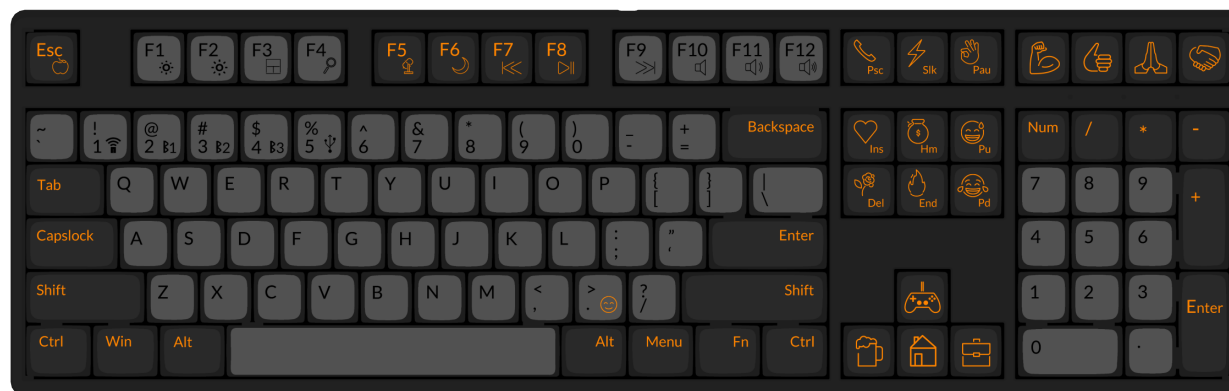 Esc F1 F2 F3 F4 F5 F6 F7 F8 F9 F10 F11 F12 Psc Slk Pau
~ ! @ # $ % ^ & * ( ) _ + Backspace Ins $ Hm Pu Num / * -
` 1 2 B1 3 B2 4 B3 5 6 7 8 9 0 - =
Tab Q W E R T Y U I O P { } | Del End Pd 7 8 9 +
[ ] \
Capslock A S D F G H J K L : " Enter 4 5 6
; '
Shift Z X C V B N M < > ? Shift 1 2 3 Enter
, . /
Ctrl Win Alt Alt Menu Fn Ctrl 0 .